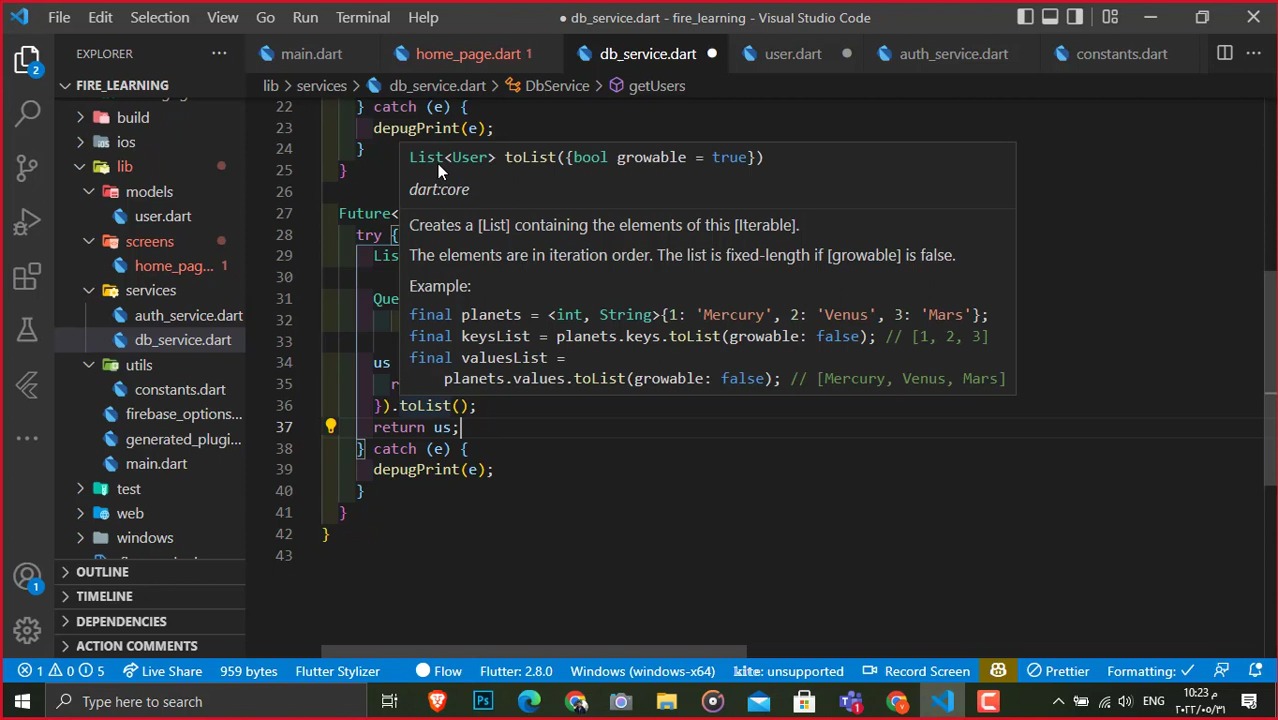 File Edit Selection View Go Run Terminal Help
● db_service.dart - fire_learning - Visual Studio Code
EXPLORER
main.dart home_page.dart 1 db_service.dart user.dart auth_service.dart constants.dart
FIRE_LEARNING
lib > services > db_service.dart > DbService > getUsers
build
ios
lib
models
user.dart
screens
home_pag... 1
services
auth_service.dart
db_service.dart
utils
constants.dart
firebase_options...
generated_plugi...
main.dart
test
web
windows
OUTLINE
TIMELINE
DEPENDENCIES
ACTION COMMENTS
2
1
22 } catch (e) {
23 depugPrint(e);
24 }
25 }
26
27 Future<
28 try {
29 Lis
30
31 Que
32
33
34 us
35 r
36 }).toList();
37 return us;
38 } catch (e) {
39 depugPrint(e);
40 }
41 }
42 }
43
List<User> toList({bool growable = true})
dart:core
Creates a [List] containing the elements of this [Iterable].
The elements are in iteration order. The list is fixed-length if [growable] is false.
Example:
final planets = <int, String>{1: 'Mercury', 2: 'Venus', 3: 'Mars'};
final keysList = planets.keys.toList(growable: false); // [1, 2, 3]
final valuesList =
planets.values.toList(growable: false); // [Mercury, Venus, Mars]
1 0 5 Live Share 959 bytes Flutter Stylizer Flow Flutter: 2.8.0 Windows (windows-x64) kite: unsupported Record Screen Prettier Formatting: ✓
Type here to search
ENG
م 10:23
٢٠٢٢/٠٥/٣١